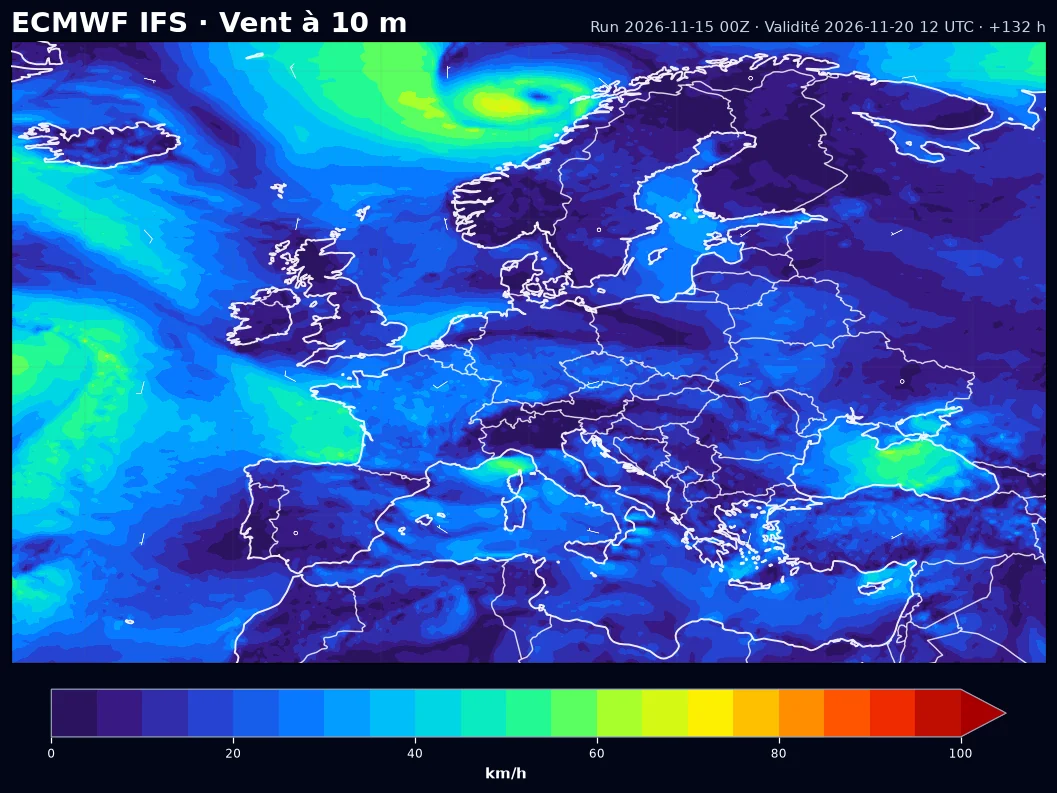 ECMWF IFS · Vent à 10 m
Run 2026-11-15 00Z · Validité 2026-11-20 12 UTC · +132 h
0 20 40 60 80 100
km/h